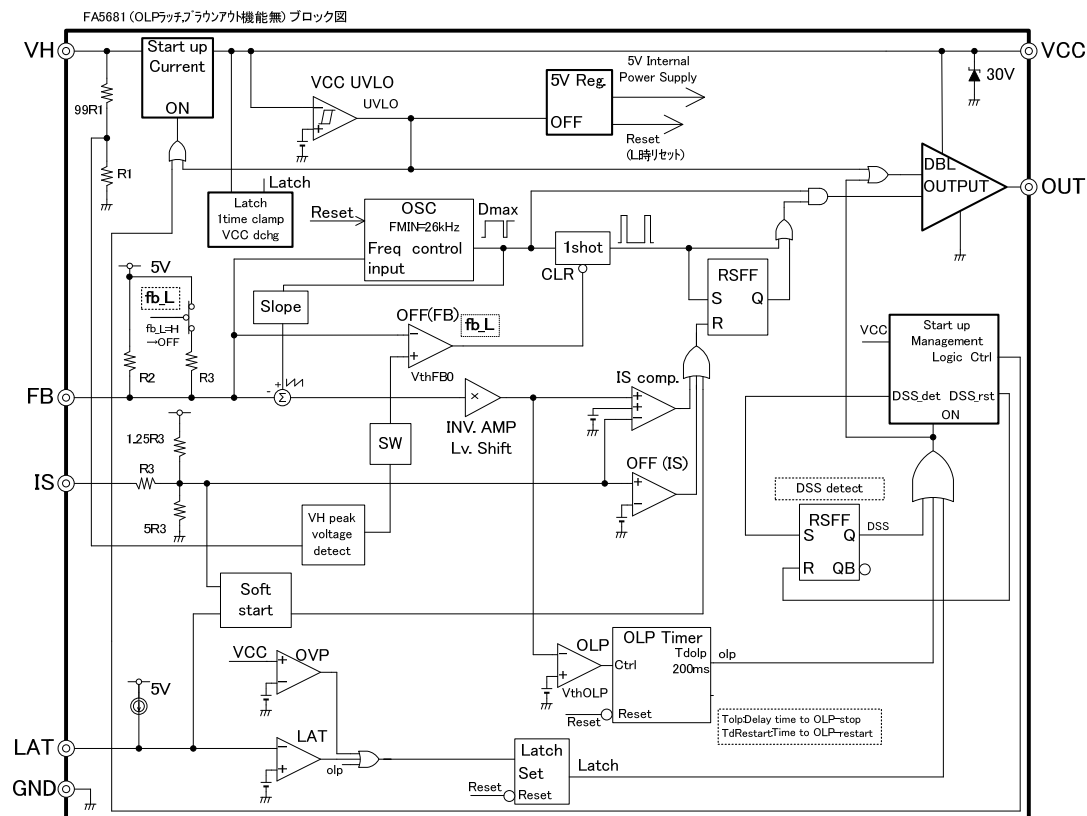 FA5681 (OLPラッチ,ブラウンアウト機能無) ブロック図
VH
Start up
Current
ON
VCC
30V
99R1
R1
VCC UVLO
UVLO
5V Reg.
OFF
5V Internal
Power Supply
Reset
(L時リセット)
Latch
Latch
1time clamp
VCC dchg
Reset
OSC
FMIN=26kHz
Freq control
input
Dmax
1shot
CLR
DBL
OUTPUT
OUT
5V
fb_L
fb_L=H
→OFF
R2
R3
Slope
OFF(FB)
fb_L
VthFB0
RSFF
S
Q
R
VCC
Start up
Management
Logic Ctrl
DSS_det
DSS_rst
ON
FB
-
+
Σ
×
INV. AMP
Lv. Shift
SW
IS comp.
OFF (IS)
1.25R3
IS
R3
5R3
VH peak
voltage
detect
DSS detect
RSFF
S
Q
DSS
R
QB
Soft
start
VCC
OVP
OLP
VthOLP
OLP Timer
Tdolp
200ms
Ctrl
Reset
Reset
olp
Tolp:Delay time to OLP-stop
TdRestart:Time to OLP-restart
5V
LAT
LAT
olp
Latch
Set
Reset
Reset
Latch
GND